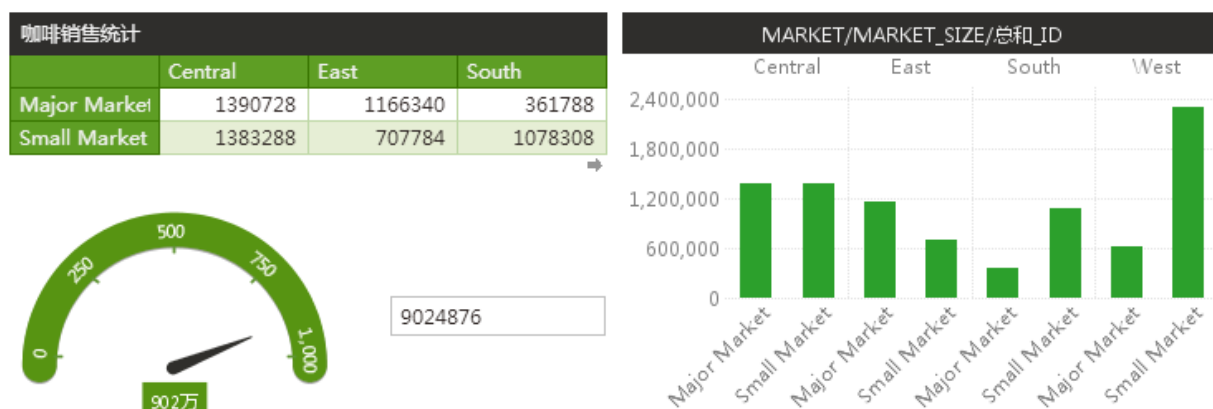 咖啡销售统计
Central East South
Major Market 1390728 1166340 361788
Small Market 1383288 707784 1078308
0 250 500 750 1,000
902万
9024876
MARKET/MARKET_SIZE/总和_ID
Central East South West
2,400,000
1,800,000
1,200,000
600,000
0
Major Market Small Market Major Market Small Market Major Market Small Market Major Market Small Market